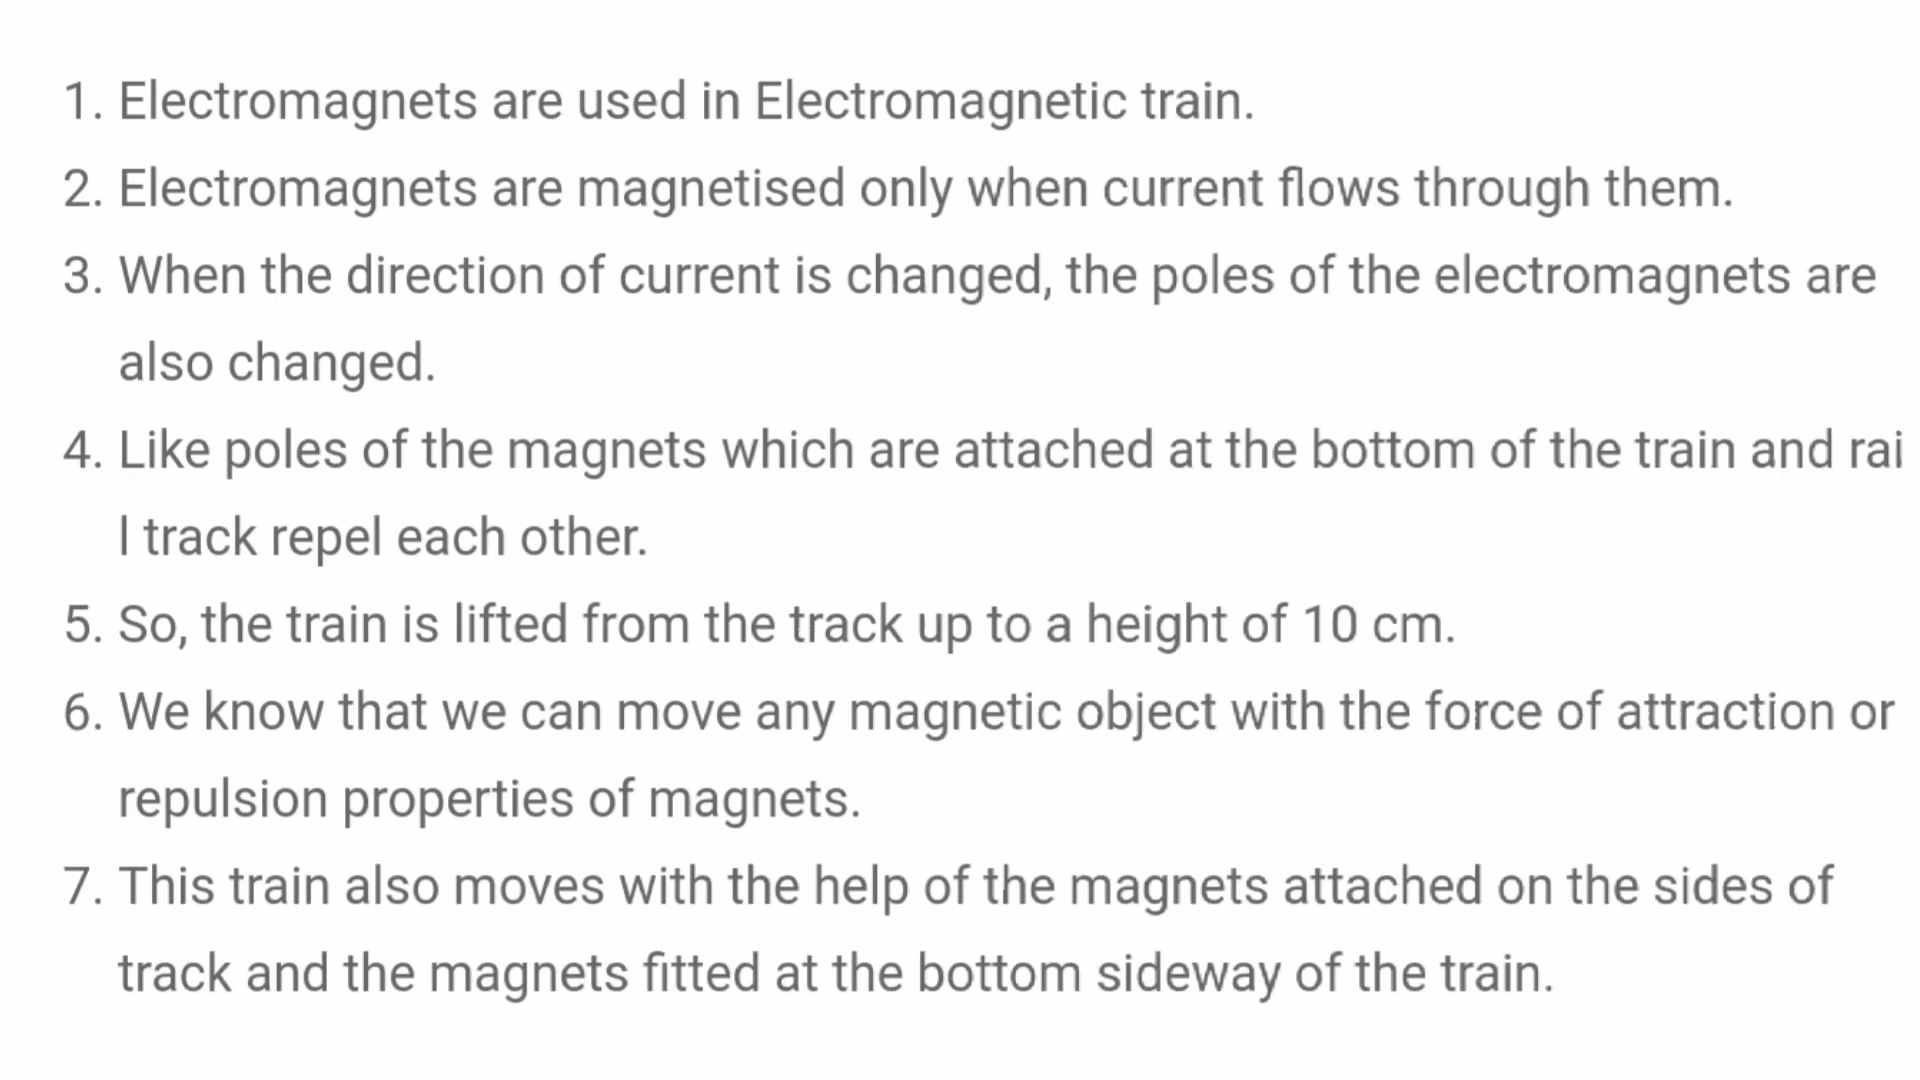 1. Electromagnets are used in Electromagnetic train.
2. Electromagnets are magnetised only when current flows through them.
3. When the direction of current is changed, the poles of the electromagnets are
also changed.
4. Like poles of the magnets which are attached at the bottom of the train and rai
l track repel each other.
5. So, the train is lifted from the track up to a height of 10 cm.
6. We know that we can move any magnetic object with the force of attraction or
repulsion properties of magnets.
7. This train also moves with the help of the magnets attached on the sides of
track and the magnets fitted at the bottom sideway of the train.